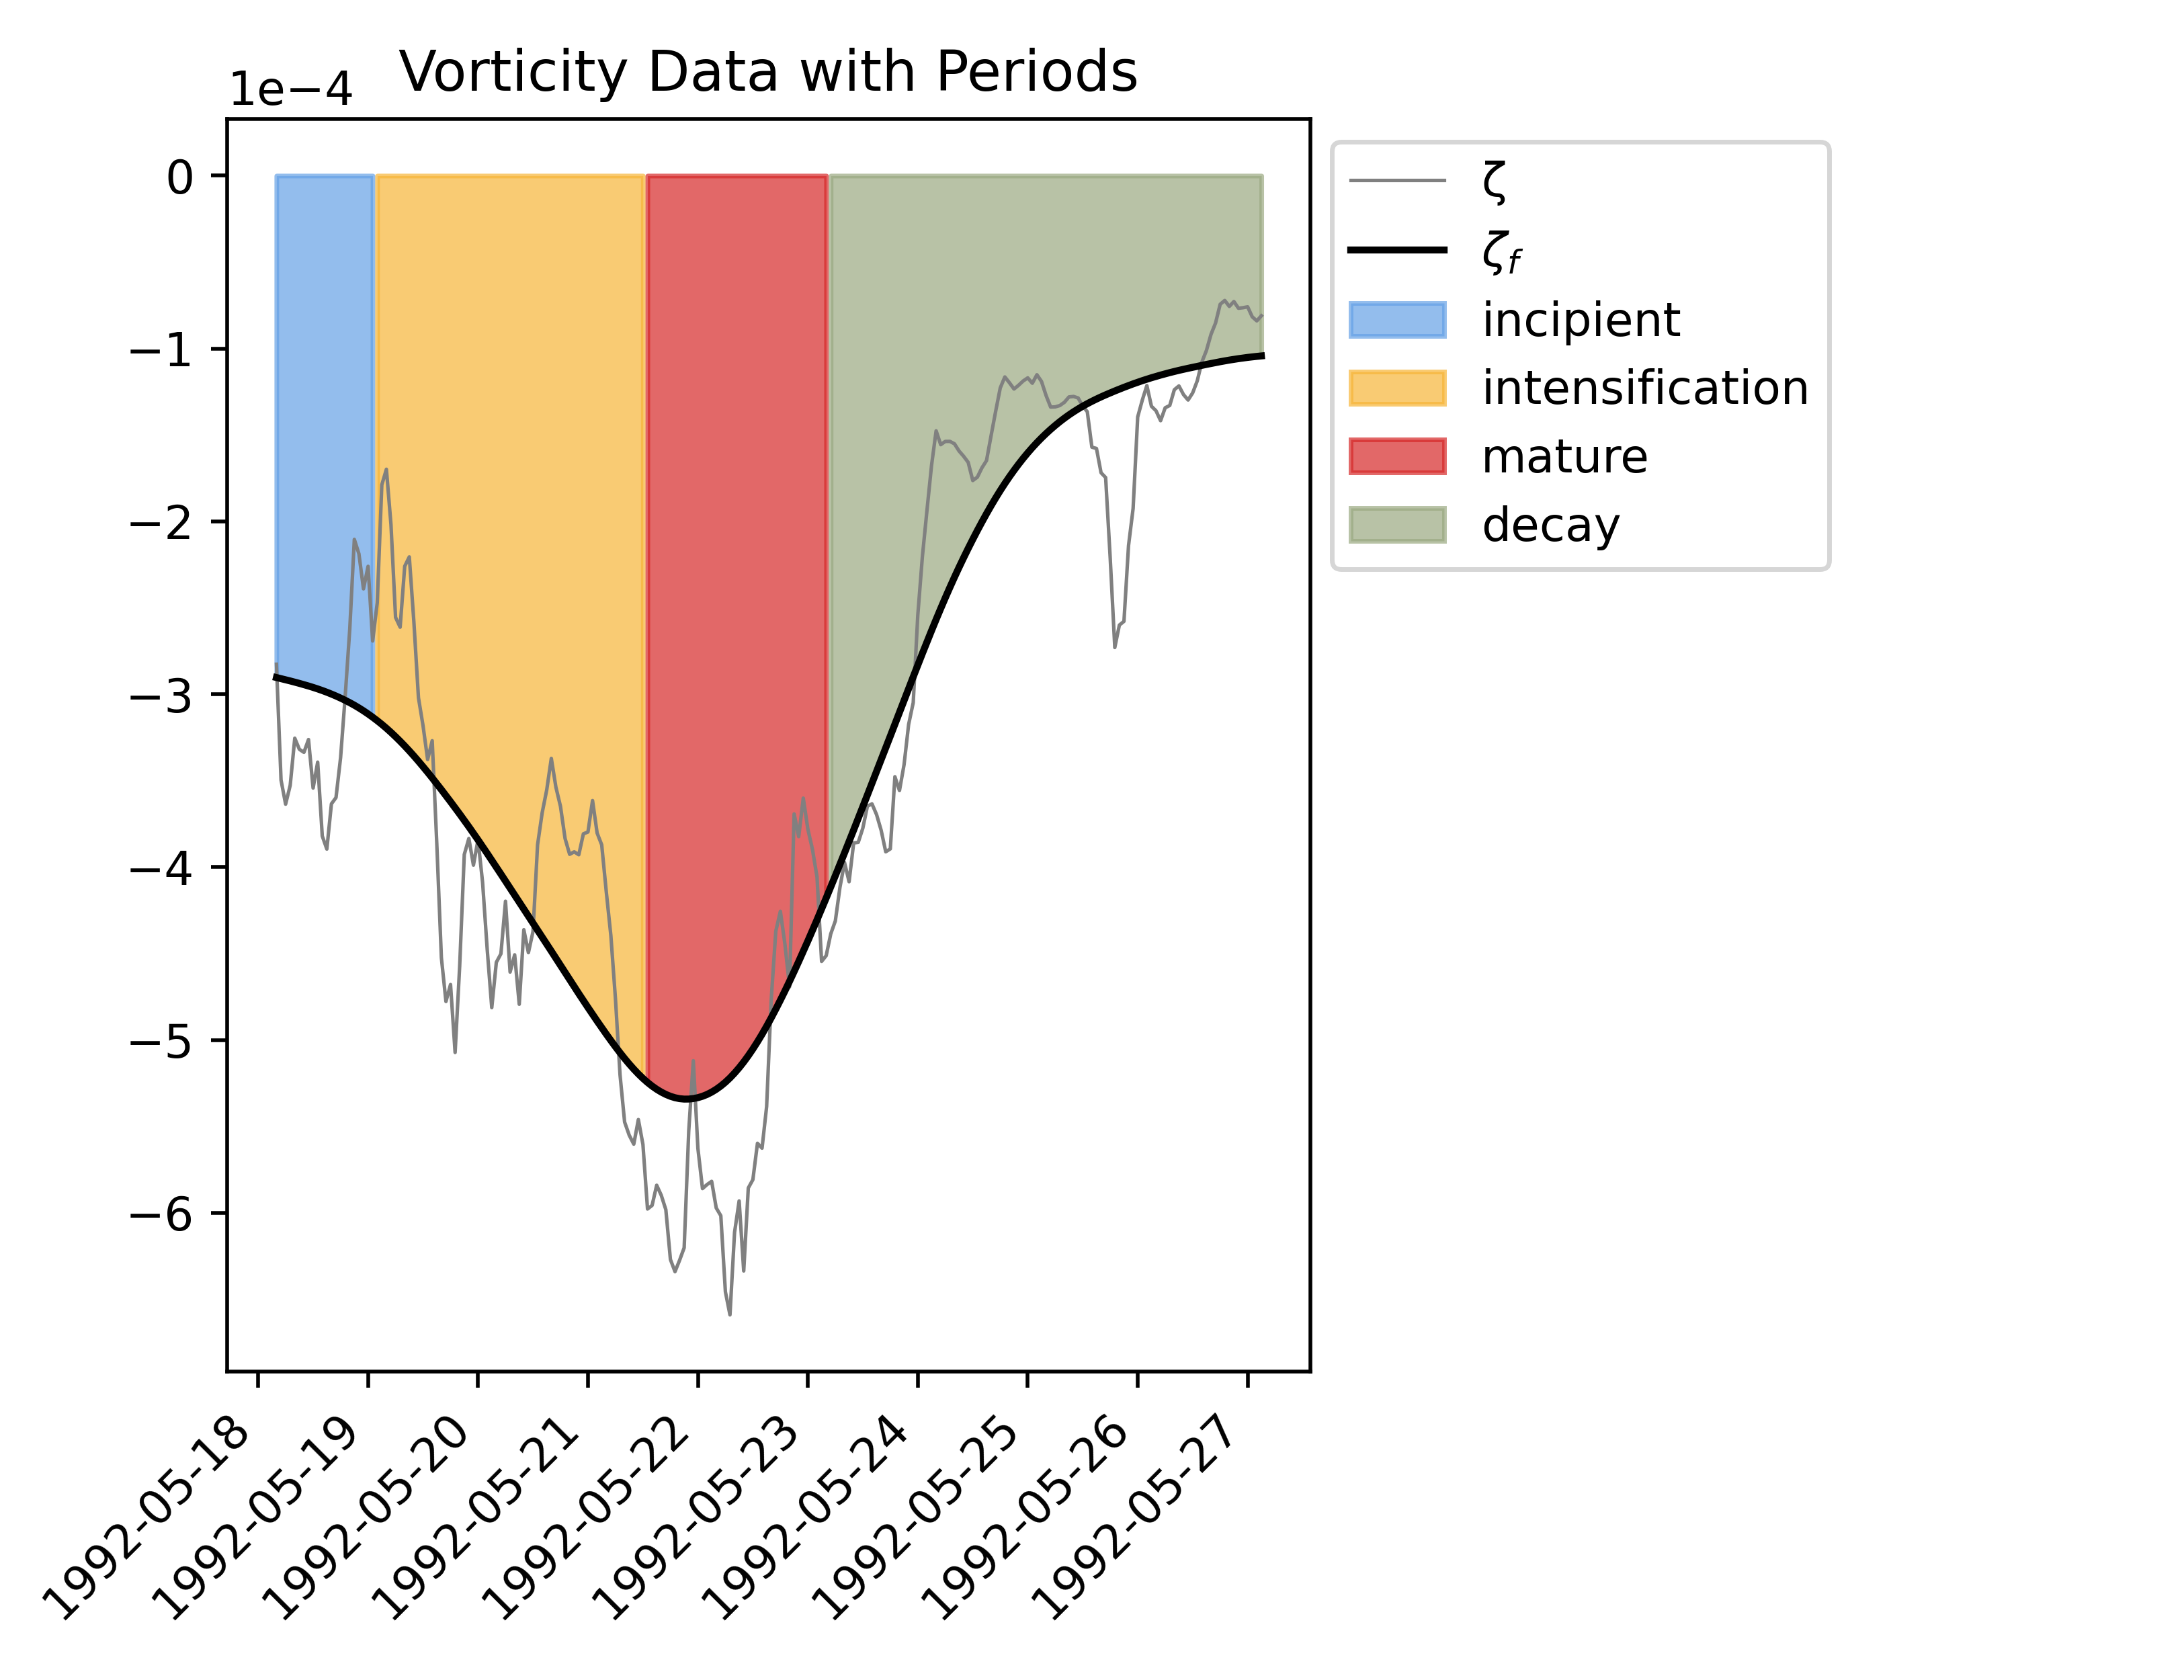 Vorticity Data with Periods
1e−4
0
−1
−2
−3
−4
−5
−6
1992-05-18
1992-05-19
1992-05-20
1992-05-21
1992-05-22
1992-05-23
1992-05-24
1992-05-25
1992-05-26
1992-05-27
ζ
ζf
incipient
intensification
mature
decay